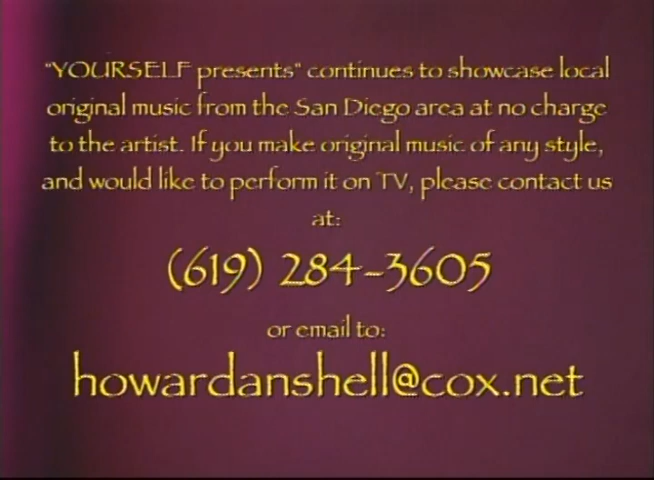 "YOURSELF presents" continues to showcase local
original music from the San Diego area at no charge
to the artist. If you make original music of any style,
and would like to perform it on TV, please contact us
at:
(619) 284-3605
or email to:
howardanshell@cox.net